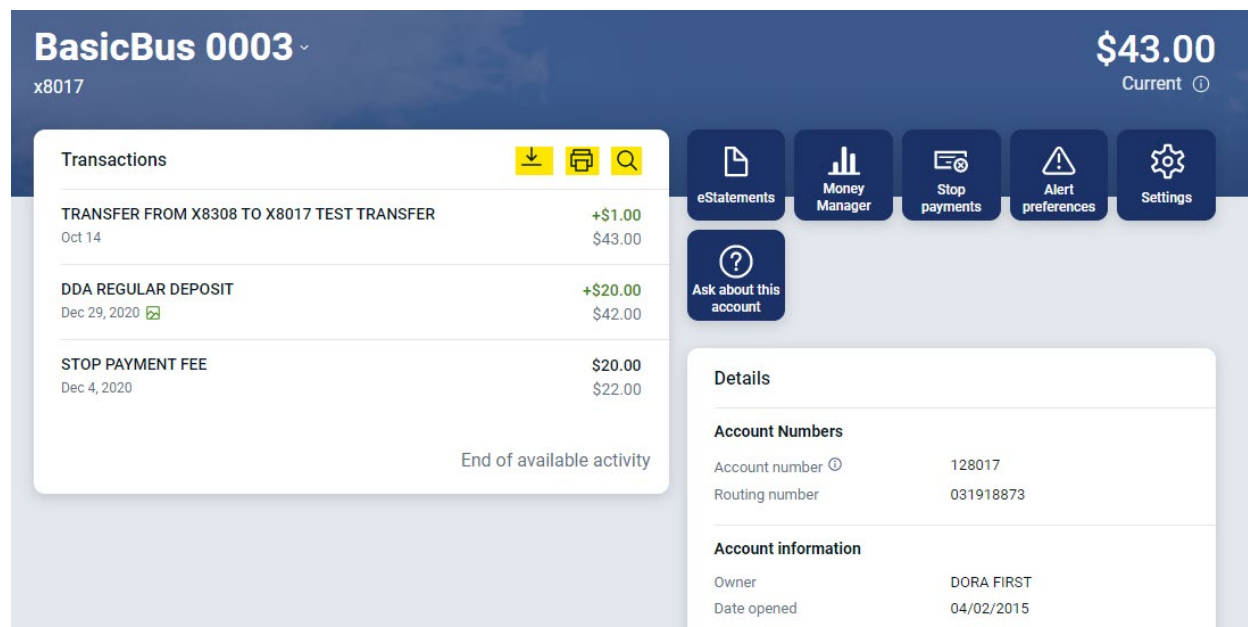 BasicBus 0003
x8017
$43.00
Current
Transactions
TRANSFER FROM X8308 TO X8017 TEST TRANSFER +$1.00
Oct 14 $43.00
DDA REGULAR DEPOSIT +$20.00
Dec 29, 2020 $42.00
STOP PAYMENT FEE $20.00
Dec 4, 2020 $22.00
End of available activity
eStatements
Money
Manager
Stop
payments
Alert
preferences
Settings
Ask about this
account
Details
Account Numbers
Account number 128017
Routing number 031918873
Account information
Owner DORA FIRST
Date opened 04/02/2015